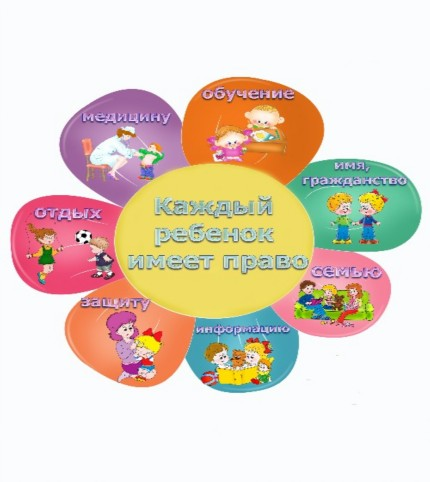 Каждый
ребенок
имеет право
обучение
имя,
гражданство
семью
информацию
защиту
отдых
медицину